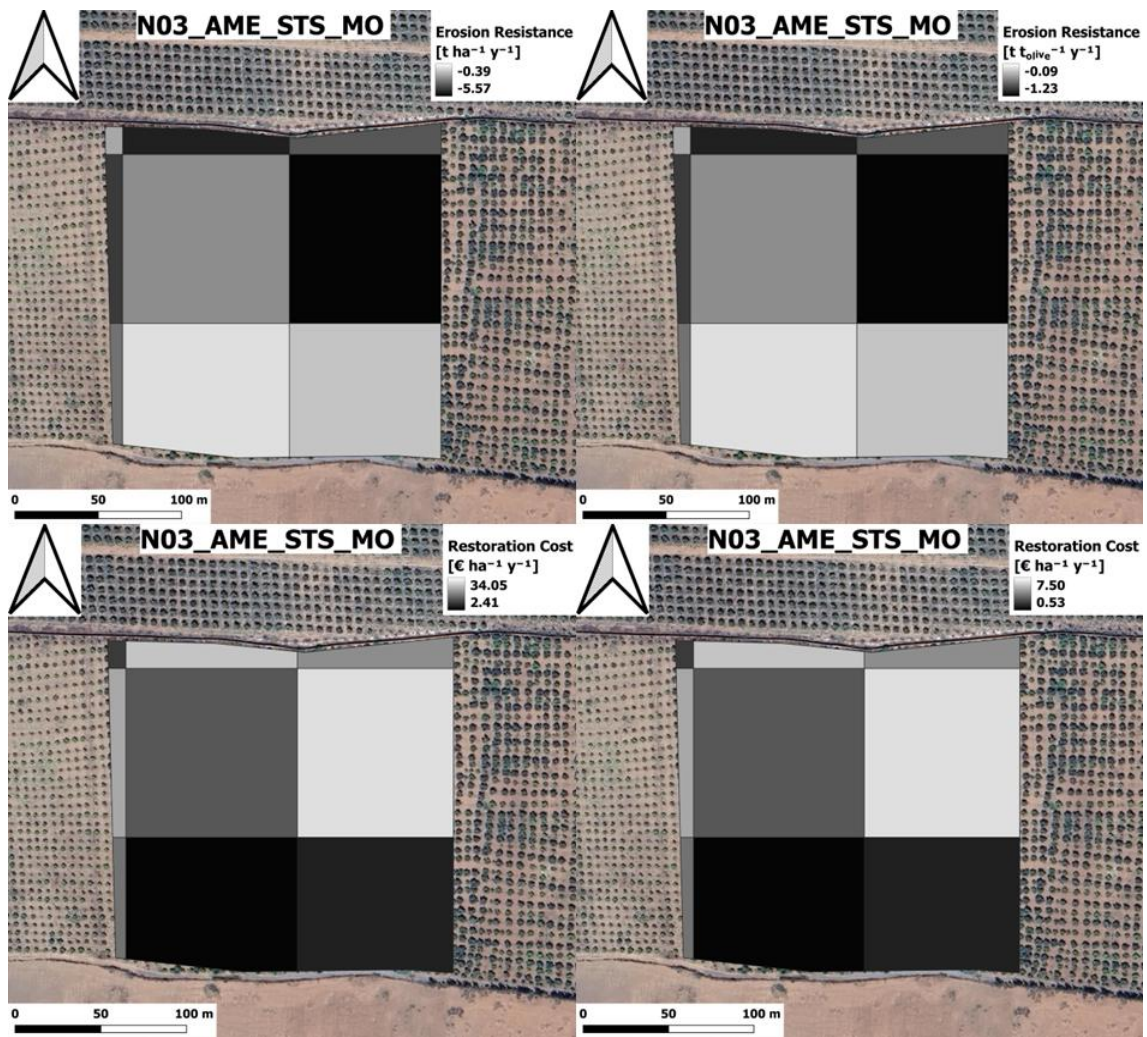 N03_AME_STS_MO
Erosion Resistance
[t ha⁻¹ y⁻¹]
-0.39
-5.57
0 50 100 m
N03_AME_STS_MO
Erosion Resistance
[t tₒₗᵢᵥₑ⁻¹ y⁻¹]
-0.09
-1.23
0 50 100 m
N03_AME_STS_MO
Restoration Cost
[€ ha⁻¹ y⁻¹]
34.05
2.41
0 50 100 m
N03_AME_STS_MO
Restoration Cost
[€ ha⁻¹ y⁻¹]
7.50
0.53
0 50 100 m